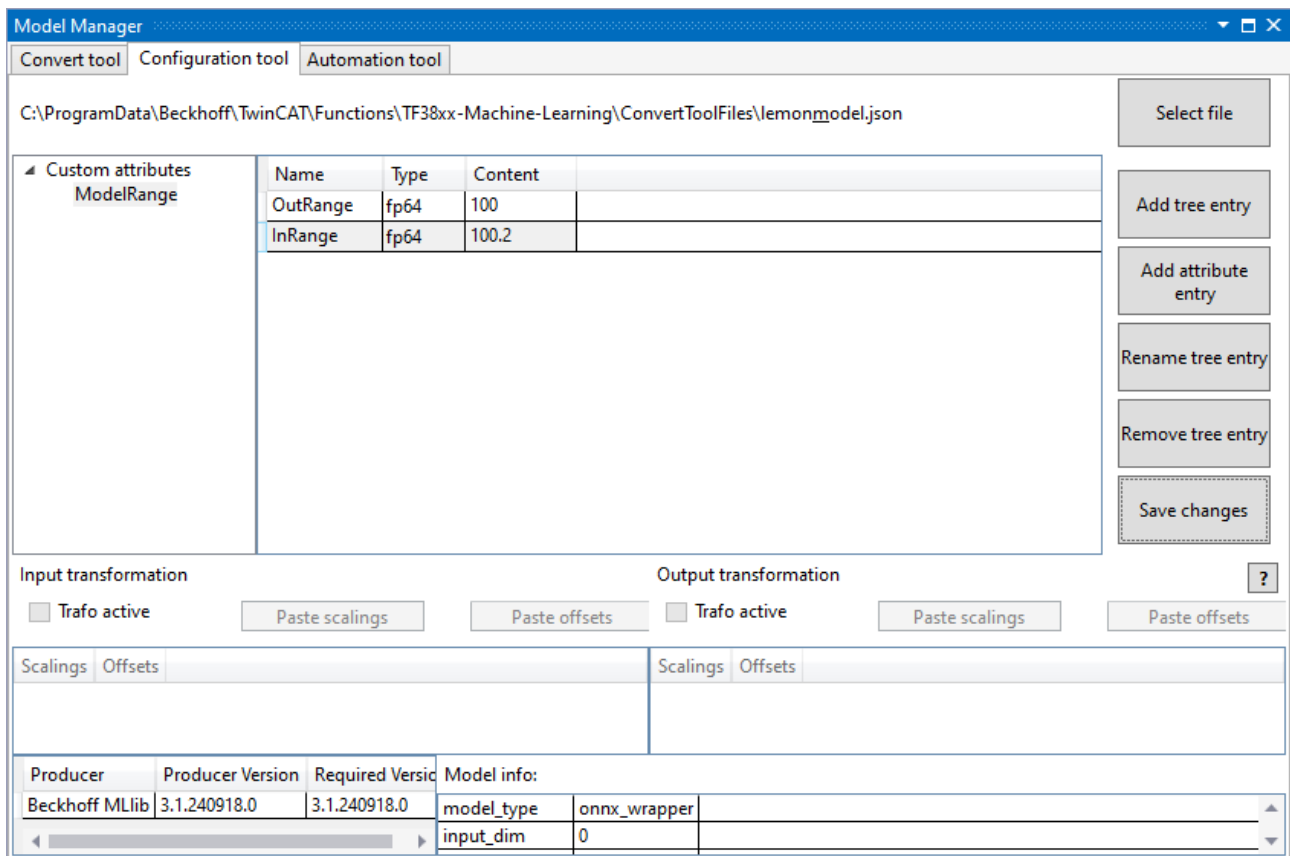 Model Manager
Convert tool Configuration tool Automation tool
C:\ProgramData\Beckhoff\TwinCAT\Functions\TF38xx-Machine-Learning\ConvertToolFiles\lemonmodel.json
Select file
Custom attributes
ModelRange
Name Type Content
OutRange fp64 100
InRange fp64 100.2
Add tree entry
Add attribute
entry
Rename tree entry
Remove tree entry
Save changes
Input transformation
Trafo active Paste scalings Paste offsets
Output transformation ?
Trafo active Paste scalings Paste offsets
Scalings Offsets
Scalings Offsets
Producer Producer Version Required Versic
Beckhoff MLlib 3.1.240918.0 3.1.240918.0
Model info:
model_type onnx_wrapper
input_dim 0